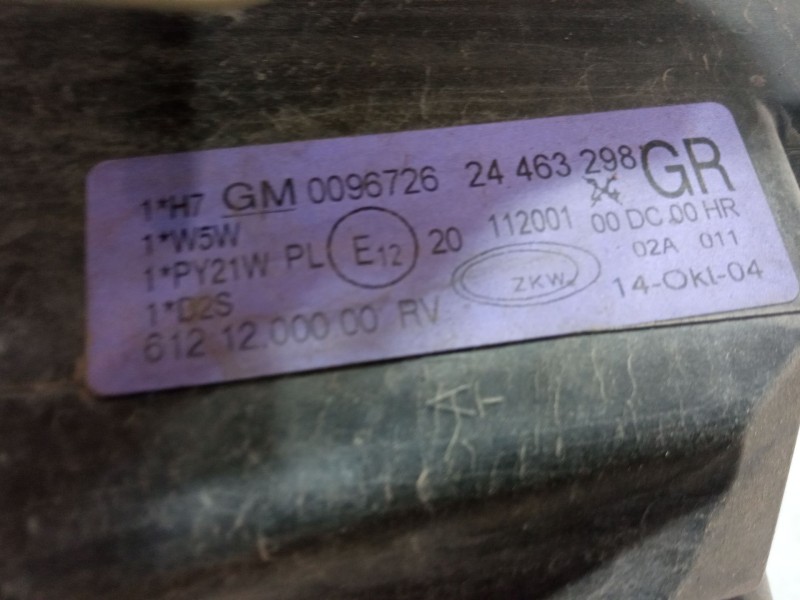 1*H7 GM 0096726 24 463 298 GR
1*W5W
1*PY21W PL E12 20 112001 00 DC.00 HR
02A 011
1*D2S ZKW 14-Okt-04
612 12.000 00 RV